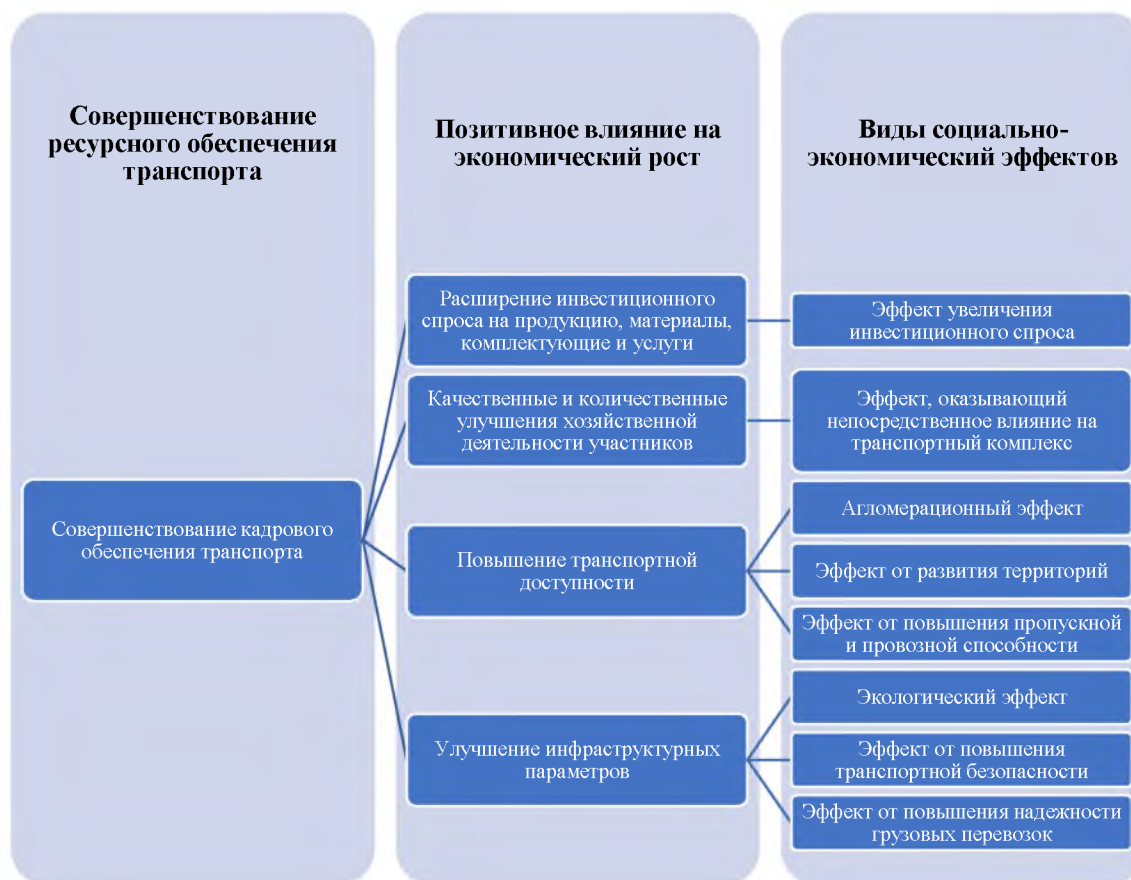 Совершенствование
ресурсного обеспечения
транспорта
Позитивное влияние на
экономический рост
Виды социально-
экономический эффектов
Совершенствование кадрового
обеспечения транспорта
Расширение инвестиционного
спроса на продукцию, материалы,
комплектующие и услуги
Качественные и количественные
улучшения хозяйственной
деятельности участников
Повышение транспортной
доступности
Улучшение инфраструктурных
параметров
Эффект увеличения
инвестиционного спроса
Эффект, оказывающий
непосредственное влияние на
транспортный комплекс
Агломерационный эффект
Эффект от развития территорий
Эффект от повышения пропускной
и провозной способности
Экологический эффект
Эффект от повышения
транспортной безопасности
Эффект от повышения надежности
грузовых перевозок